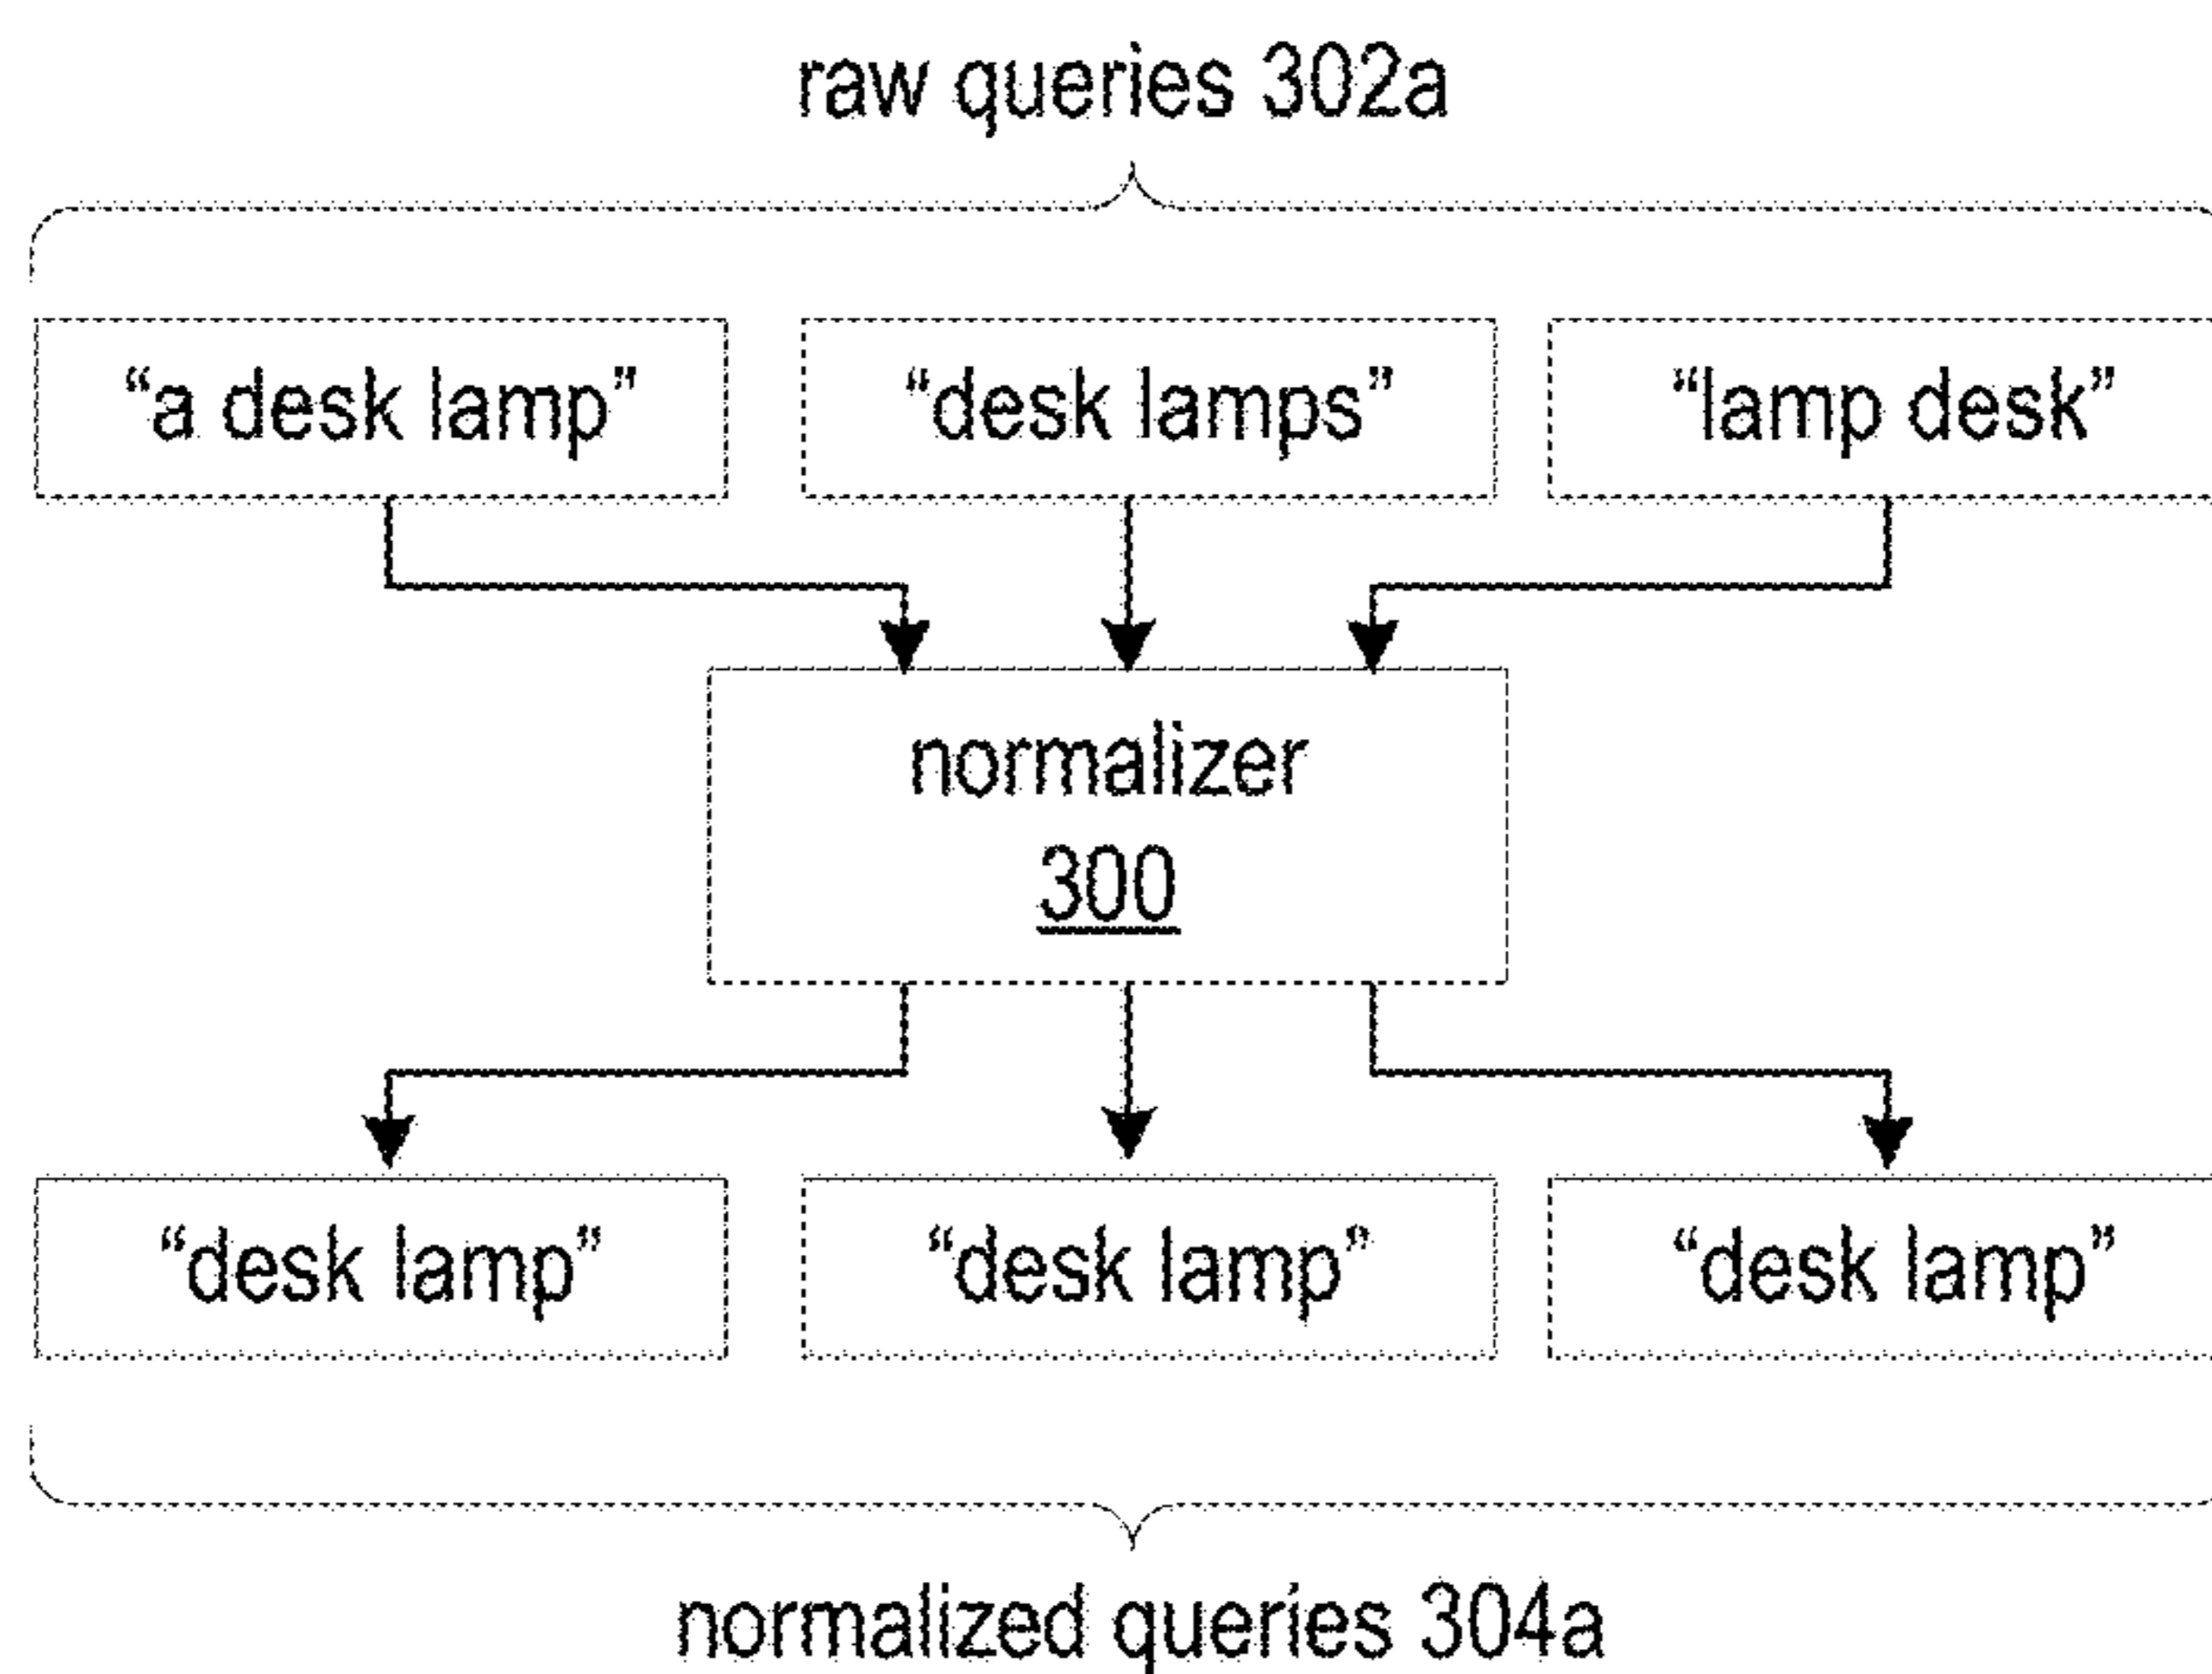 raw queries 302a
“a desk lamp”
“desk lamps”
“lamp desk”
normalizer
300
“desk lamp”
“desk lamp”
“desk lamp”
normalized queries 304a